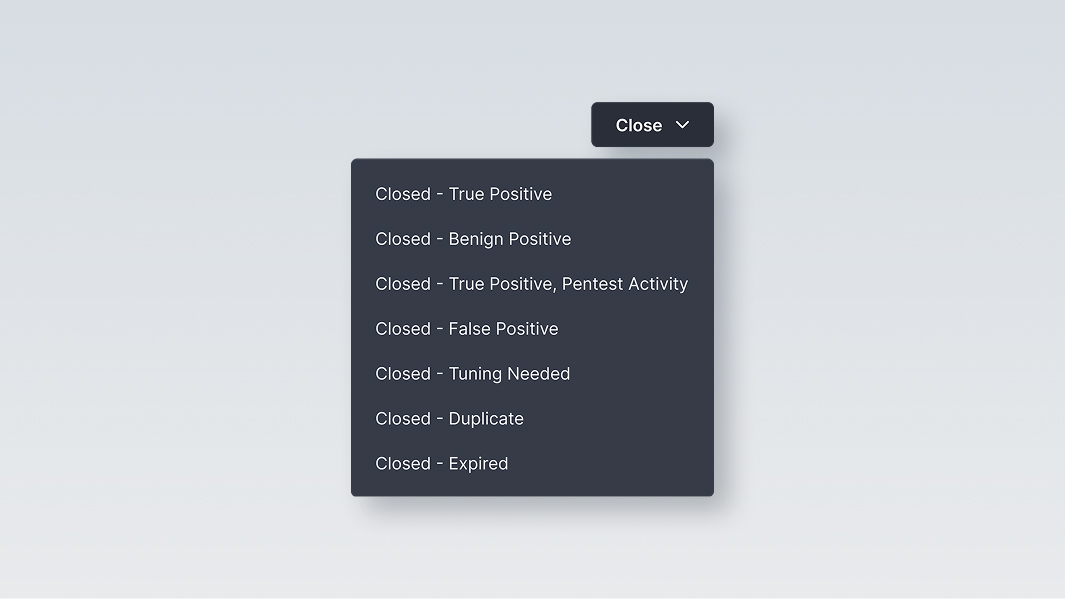 Close
Closed - True Positive
Closed - Benign Positive
Closed - True Positive, Pentest Activity
Closed - False Positive
Closed - Tuning Needed
Closed - Duplicate
Closed - Expired